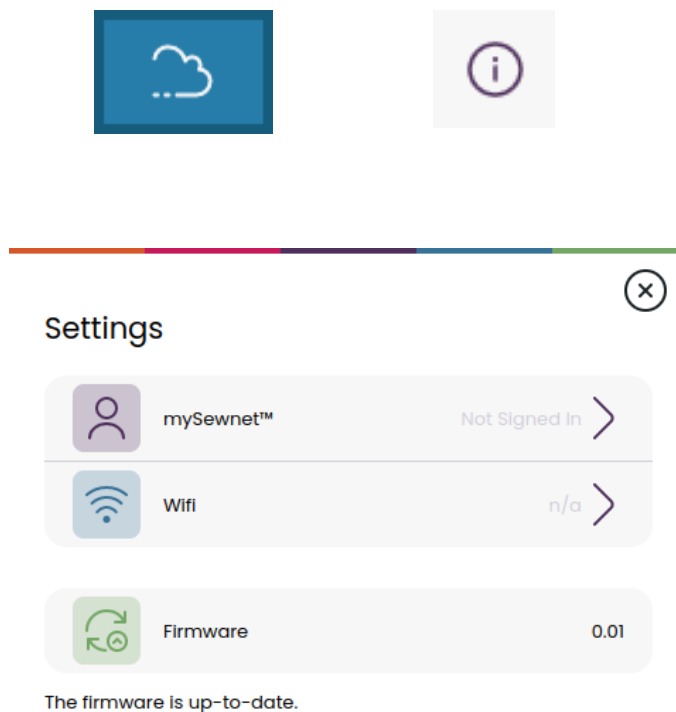 Settings
mySewnet™ Not Signed In
Wifi n/a
Firmware 0.01
The firmware is up-to-date.